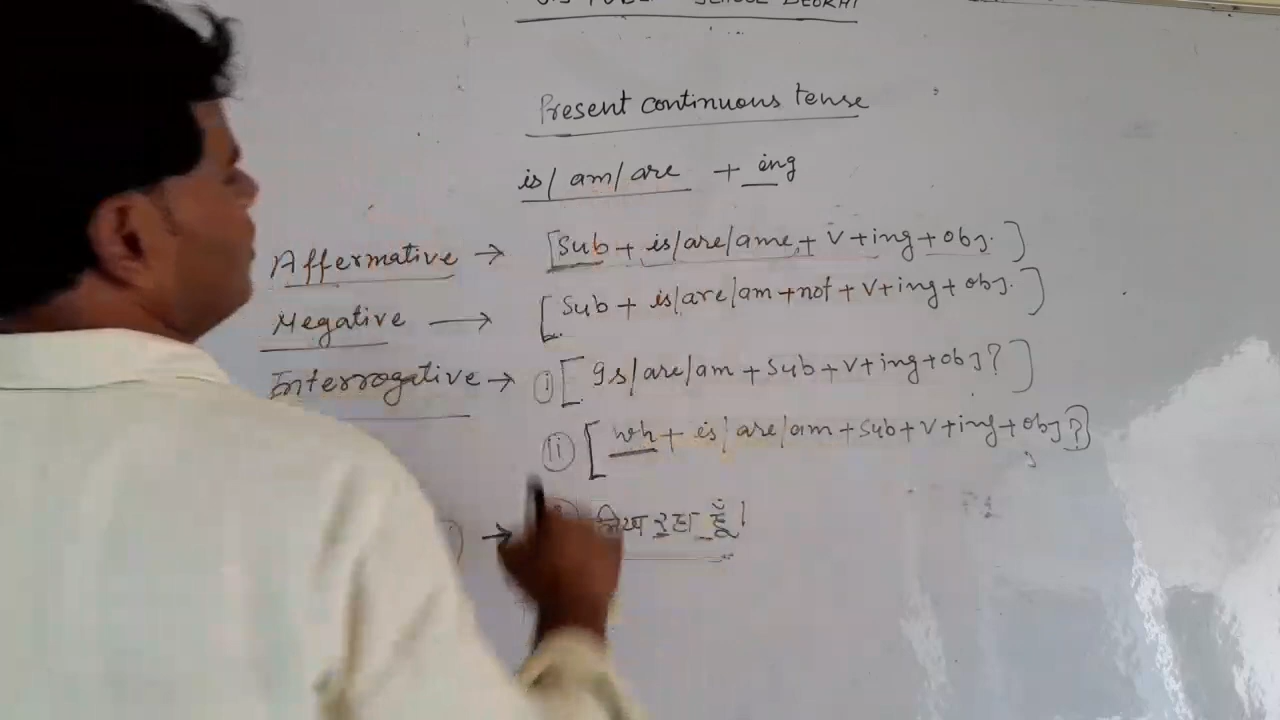 SCHOOL DEORHI
Present continuous tense
is/ am/are + ing
Affermative → [Sub + is/are/ame + v + ing + obj.]
Negative → [Sub + is/are/am + not + v + ing + obj.]
Interrogative → (i) [Is/are/am + Sub + v + ing + obj ?]
(ii) [wh + is/are/am + sub + v + ing + obj ?]
→ रहा हूँ।